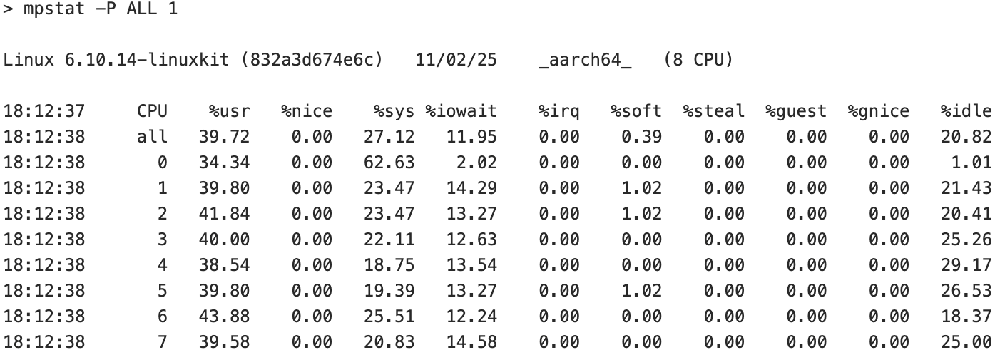 > mpstat -P ALL 1
Linux 6.10.14-linuxkit (832a3d674e6c) 11/02/25 _aarch64_ (8 CPU)
18:12:37 CPU %usr %nice %sys %iowait %irq %soft %steal %guest %gnice %idle
18:12:38 all 39.72 0.00 27.12 11.95 0.00 0.39 0.00 0.00 0.00 20.82
18:12:38 0 34.34 0.00 62.63 2.02 0.00 0.00 0.00 0.00 0.00 1.01
18:12:38 1 39.80 0.00 23.47 14.29 0.00 1.02 0.00 0.00 0.00 21.43
18:12:38 2 41.84 0.00 23.47 13.27 0.00 1.02 0.00 0.00 0.00 20.41
18:12:38 3 40.00 0.00 22.11 12.63 0.00 0.00 0.00 0.00 0.00 25.26
18:12:38 4 38.54 0.00 18.75 13.54 0.00 0.00 0.00 0.00 0.00 29.17
18:12:38 5 39.80 0.00 19.39 13.27 0.00 1.02 0.00 0.00 0.00 26.53
18:12:38 6 43.88 0.00 25.51 12.24 0.00 0.00 0.00 0.00 0.00 18.37
18:12:38 7 39.58 0.00 20.83 14.58 0.00 0.00 0.00 0.00 0.00 25.00